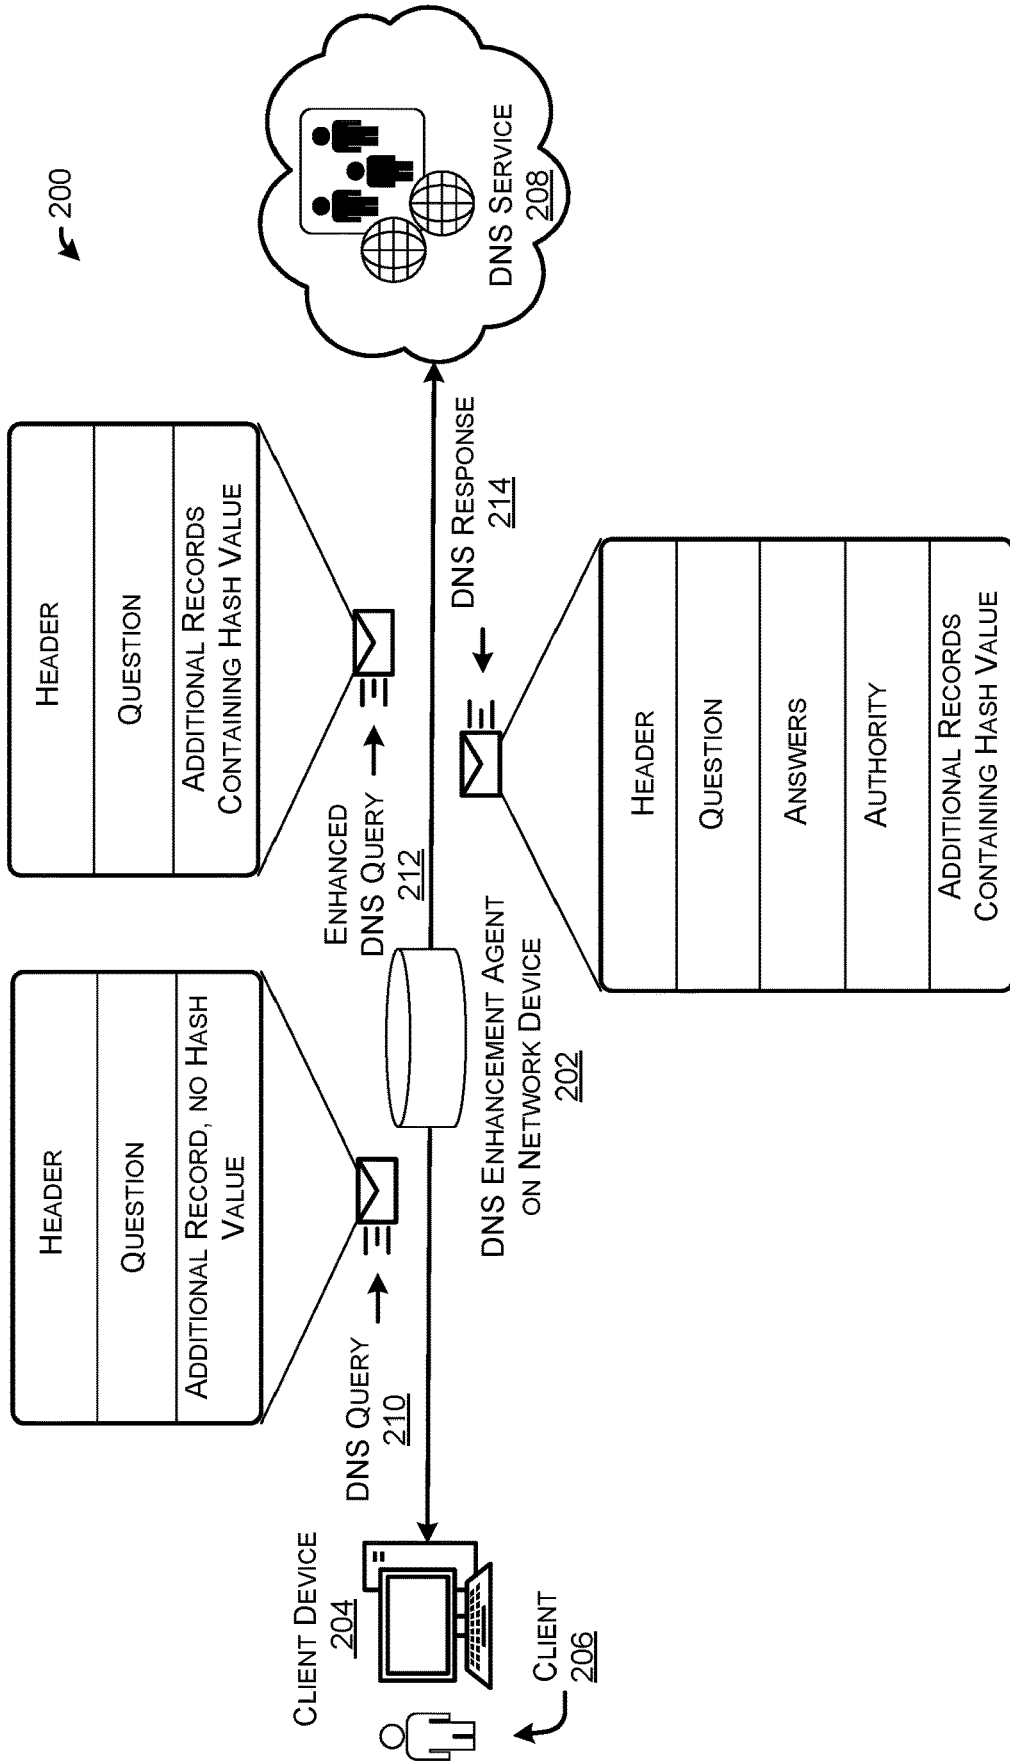 200
HEADER
QUESTION
ADDITIONAL RECORD, NO HASH
VALUE
HEADER
QUESTION
ADDITIONAL RECORDS
CONTAINING HASH VALUE
CLIENT DEVICE
204
DNS QUERY
210
ENHANCED
DNS QUERY
212
DNS RESPONSE
214
DNS SERVICE
208
CLIENT
206
DNS ENHANCEMENT AGENT
ON NETWORK DEVICE
202
HEADER
QUESTION
ANSWERS
AUTHORITY
ADDITIONAL RECORDS
CONTAINING HASH VALUE